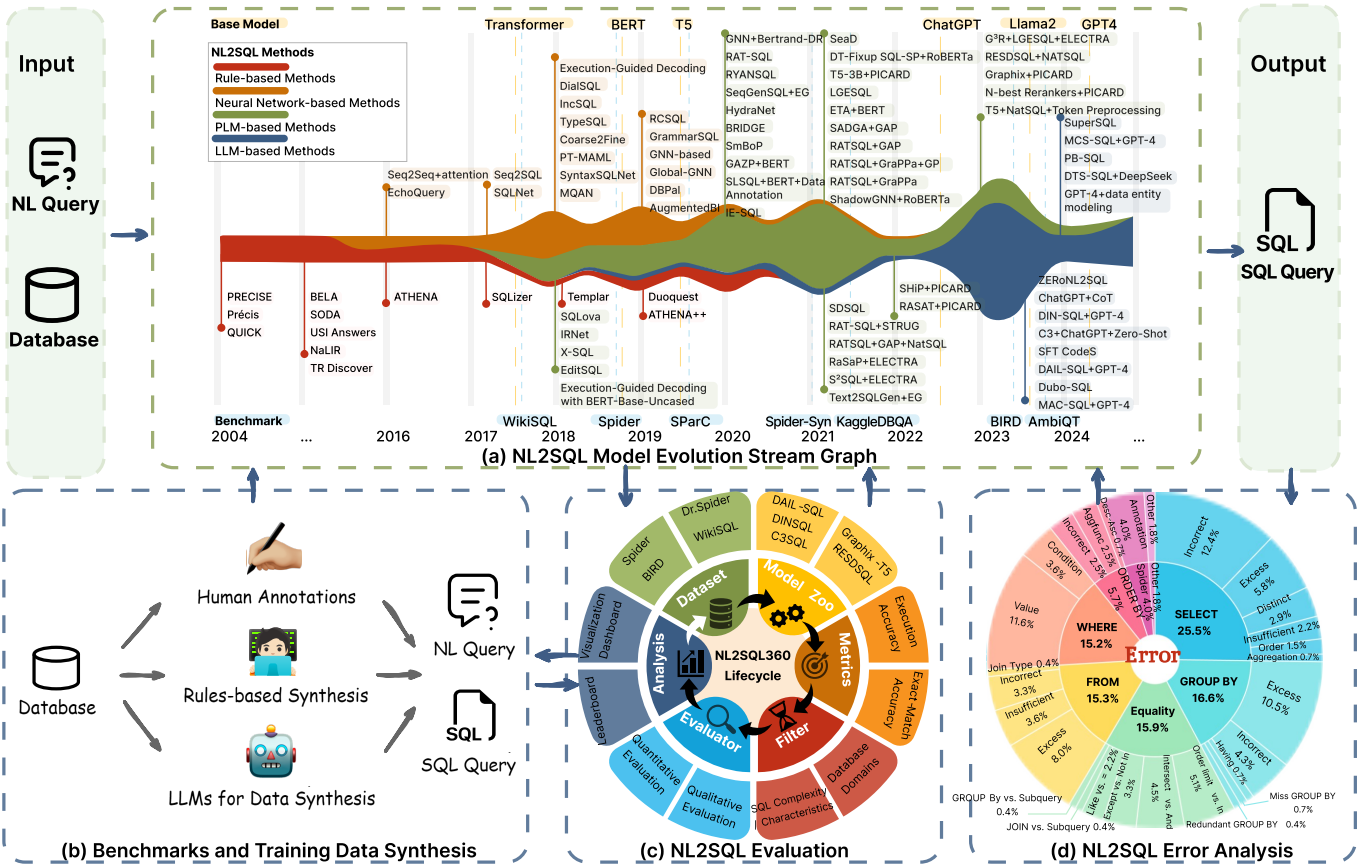 Input
NL Query
Database
Base Model
Transformer
BERT
T5
ChatGPT
Llama2
GPT4
NL2SQL Methods
Rule-based Methods
Neural Network-based Methods
PLM-based Methods
LLM-based Methods
Seq2Seq+attention
EchoQuery
Seq2SQL
SQLNet
Execution-Guided Decoding
DialSQL
IncSQL
TypeSQL
Coarse2Fine
PT-MAML
SyntaxSQLNet
MQAN
RCSQL
GrammarSQL
GNN-based
Global-GNN
DBPal
AugmentedBI
GNN+Bertrand-DR
RAT-SQL
RYANSQL
SeqGenSQL+EG
HydraNet
BRIDGE
SmBoP
GAZP+BERT
SLSQL+BERT+Data
Annotation
IE-SQL
SeaD
DT-Fixup SQL-SP+RoBERTa
T5-3B+PICARD
LGESQL
ETA+BERT
SADGA+GAP
RATSQL+GAP
RATSQL+GraPPa+GP
RATSQL+GraPPa
ShadowGNN+RoBERTa
G³R+LGESQL+ELECTRA
RESDSQL+NATSQL
Graphix+PICARD
N-best Rerankers+PICARD
T5+NatSQL+Token Preprocessing
SuperSQL
MCS-SQL+GPT-4
PB-SQL
DTS-SQL+DeepSeek
GPT-4+data entity
modeling
PRECISE
Précis
QUICK
BELA
SODA
USI Answers
NaLIR
TR Discover
ATHENA
SQLizer
Templar
SQLova
IRNet
X-SQL
EditSQL
Execution-Guided Decoding
with BERT-Base-Uncased
Duoquest
ATHENA++
SDSQL
RAT-SQL+STRUG
RATSQL+GAP+NatSQL
RaSaP+ELECTRA
S²SQL+ELECTRA
Text2SQLGen+EG
SHiP+PICARD
RASAT+PICARD
ZERoNL2SQL
ChatGPT+CoT
DIN-SQL+GPT-4
C3+ChatGPT+Zero-Shot
SFT CodeS
DAIL-SQL+GPT-4
Dubo-SQL
MAC-SQL+GPT-4
Benchmark
WikiSQL
Spider
SParC
Spider-Syn
KaggleDBQA
BIRD
AmbiQT
2004
...
2016
2017
2018
2019
2020
2021
2022
2023
2024
...
(a) NL2SQL Model Evolution Stream Graph
Output
SQL
SQL Query
Database
Human Annotations
Rules-based Synthesis
LLMs for Data Synthesis
NL Query
SQL
SQL Query
(b) Benchmarks and Training Data Synthesis
Spider
BIRD
Dr.Spider
WikiSQL
DAIL-SQL
DINSQL
C3SQL
Graphix-T5
RESDSQL
Execution
Accuracy
Exact-Match
Accuracy
Database
Domains
SQL Complexity
Characteristics
Qualitative
Evaluation
Quantitative
Evaluation
Leaderboard
Visualization
Dashboard
Dataset
Model Zoo
Metrics
Filter
Evaluator
Analysis
NL2SQL360
Lifecycle
(c) NL2SQL Evaluation
Error
SELECT
25.5%
Incorrect
12.4%
Excess
5.8%
Distinct
2.9%
Insufficient 2.2%
Order 1.5%
Aggregation 0.7%
GROUP BY
16.6%
Excess
10.5%
Incorrect
4.3%
Having 0.7%
Miss GROUP BY
0.7%
Redundant GROUP BY 0.4%
Equality
15.9%
Order limit vs. In
5.1%
Intersect vs. And
4.5%
Except vs. Not In
3.3%
Like vs. = 2.2%
JOIN vs. Subquery 0.4%
GROUP By vs. Subquery
0.4%
FROM
15.3%
Excess
8.0%
Insufficient
3.6%
Incorrect
3.3%
Join Type 0.4%
WHERE
15.2%
Value
11.6%
Condition
3.6%
ORDER BY
5.7%
Incorrect 2.5%
Aggfunc 2.5%
Desc Asc 0.7%
Spider 4.0%
Annotation
4.0%
Other 1.8%
Other 1.8%
(d) NL2SQL Error Analysis